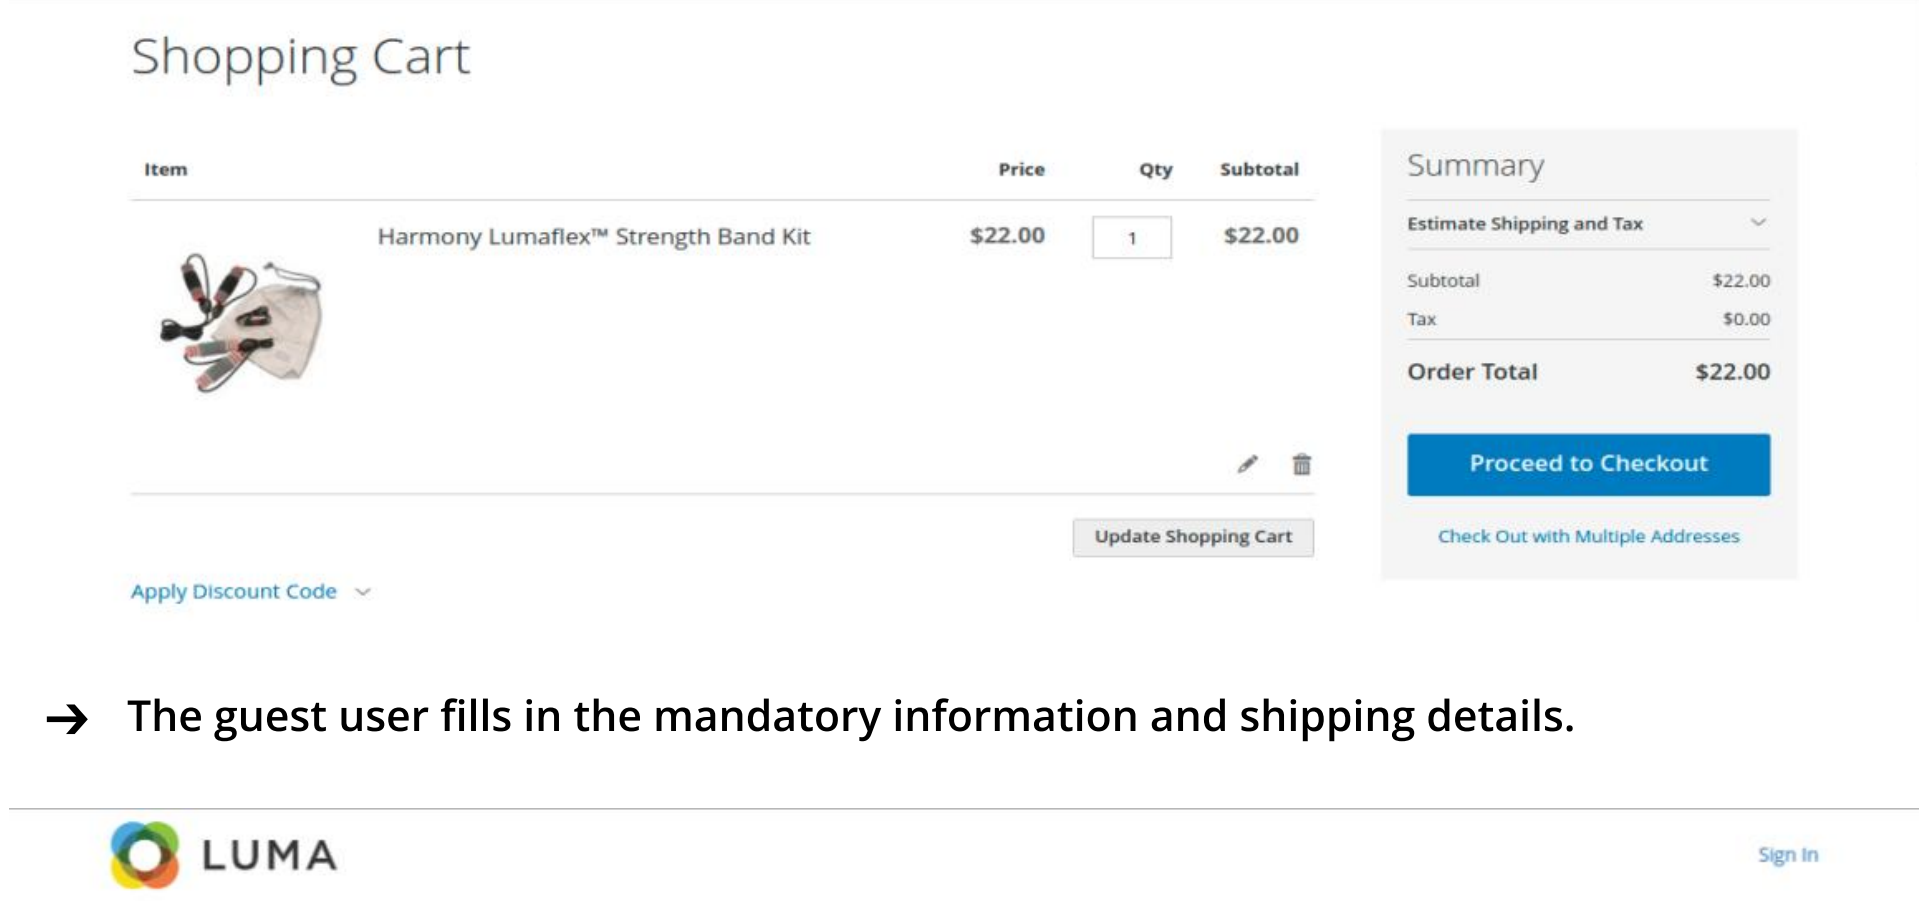 Shopping Cart
Item Price Qty Subtotal
Harmony Lumaflex™ Strength Band Kit $22.00 1 $22.00
Update Shopping Cart
Apply Discount Code
Summary
Estimate Shipping and Tax
Subtotal $22.00
Tax $0.00
Order Total $22.00
Proceed to Checkout
Check Out with Multiple Addresses
→ The guest user fills in the mandatory information and shipping details.
LUMA
Sign In